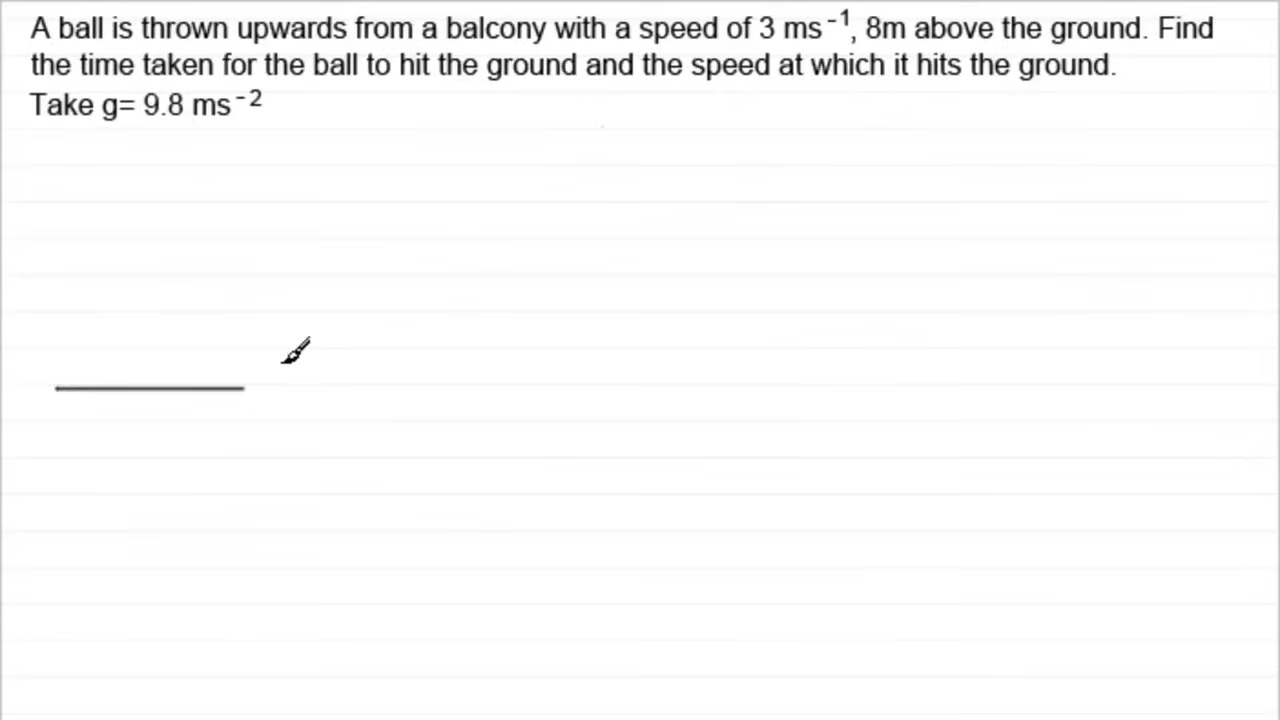 A ball is thrown upwards from a balcony with a speed of 3 ms⁻¹, 8m above the ground. Find
the time taken for the ball to hit the ground and the speed at which it hits the ground.
Take g= 9.8 ms⁻²